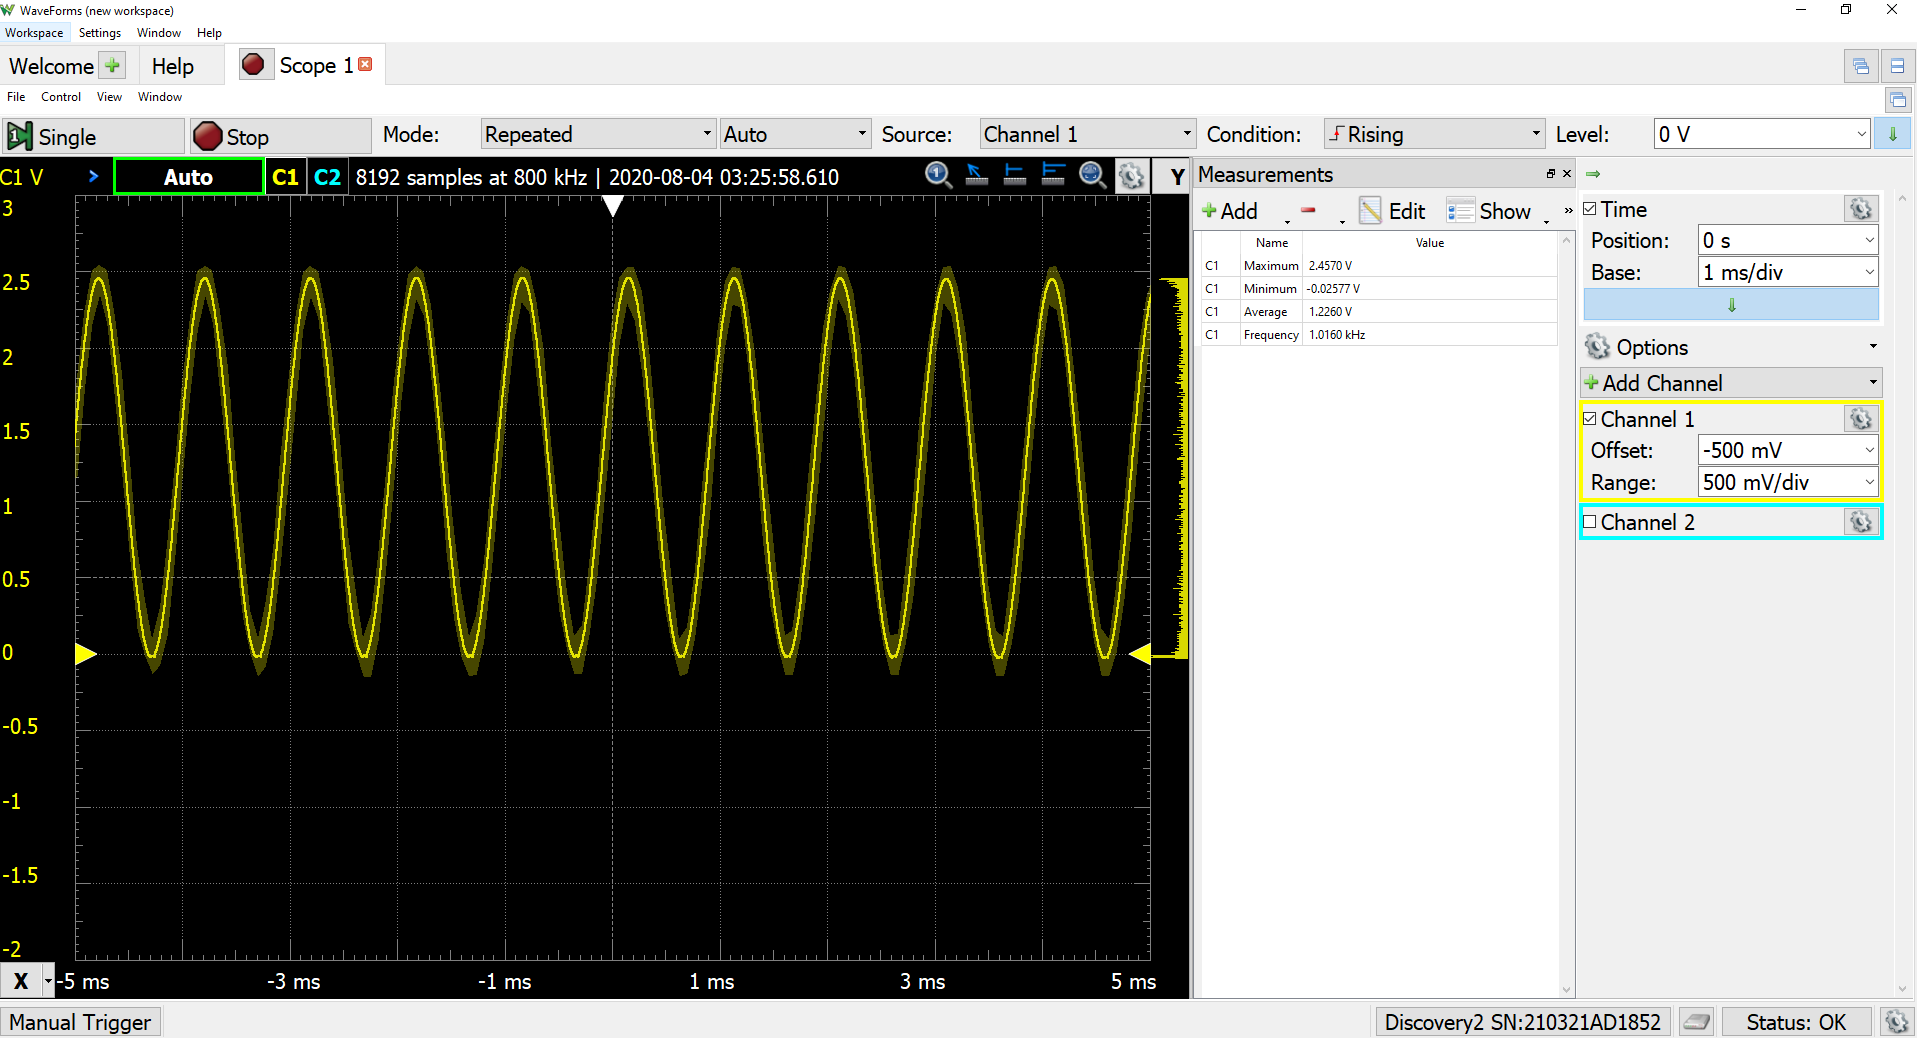 WaveForms (new workspace)
Workspace Settings Window Help
Welcome Help Scope 1
File Control View Window
Single Stop Mode: Repeated Auto Source: Channel 1 Condition: Rising Level: 0 V
C1 V Auto C1 C2 8192 samples at 800 kHz | 2020-08-04 03:25:58.610 Y
3
2.5
2
1.5
1
0.5
0
-0.5
-1
-1.5
-2
X -5 ms -3 ms -1 ms 1 ms 3 ms 5 ms
Measurements
Add Edit Show »
Name Value
C1 Maximum 2.4570 V
C1 Minimum -0.02577 V
C1 Average 1.2260 V
C1 Frequency 1.0160 kHz
Time
Position: 0 s
Base: 1 ms/div
Options
Add Channel
Channel 1
Offset: -500 mV
Range: 500 mV/div
Channel 2
Manual Trigger Discovery2 SN:210321AD1852 Status: OK